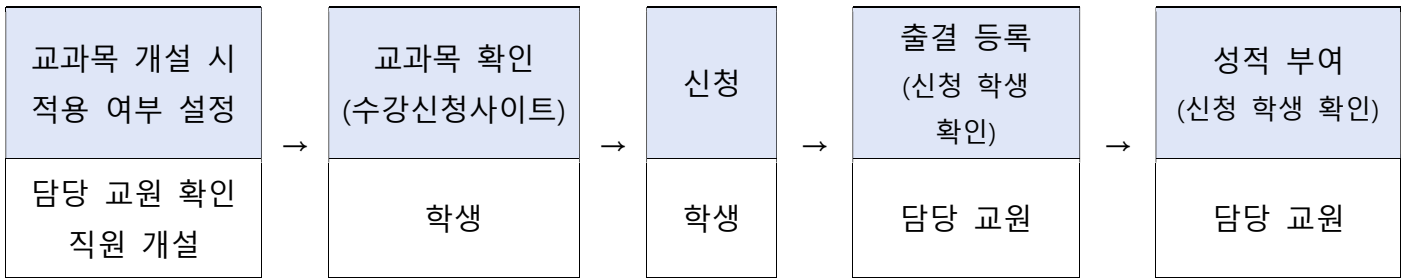 교과목 개설 시
적용 여부 설정
담당 교원 확인
직원 개설
→
교과목 확인
(수강신청사이트)
학생
→
신청
학생
→
출결 등록
(신청 학생
확인)
담당 교원
→
성적 부여
(신청 학생 확인)
담당 교원